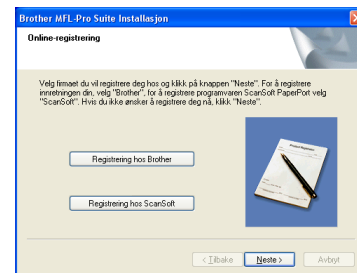 Brother MFL-Pro Suite Installasjon
Online-registrering
Velg firmaet du vil registere deg hos og klikk på knappen "Neste". For å registere
innretningen din, velg "Brother", for å registrere programvaren ScanSoft PaperPort velg
"ScanSoft". Hvis du ikke ønsker å registrere deg nå, klikk "Neste".
Registrering hos Brother
Registrering hos ScanSoft
< Tilbake
Neste >
Avbryt